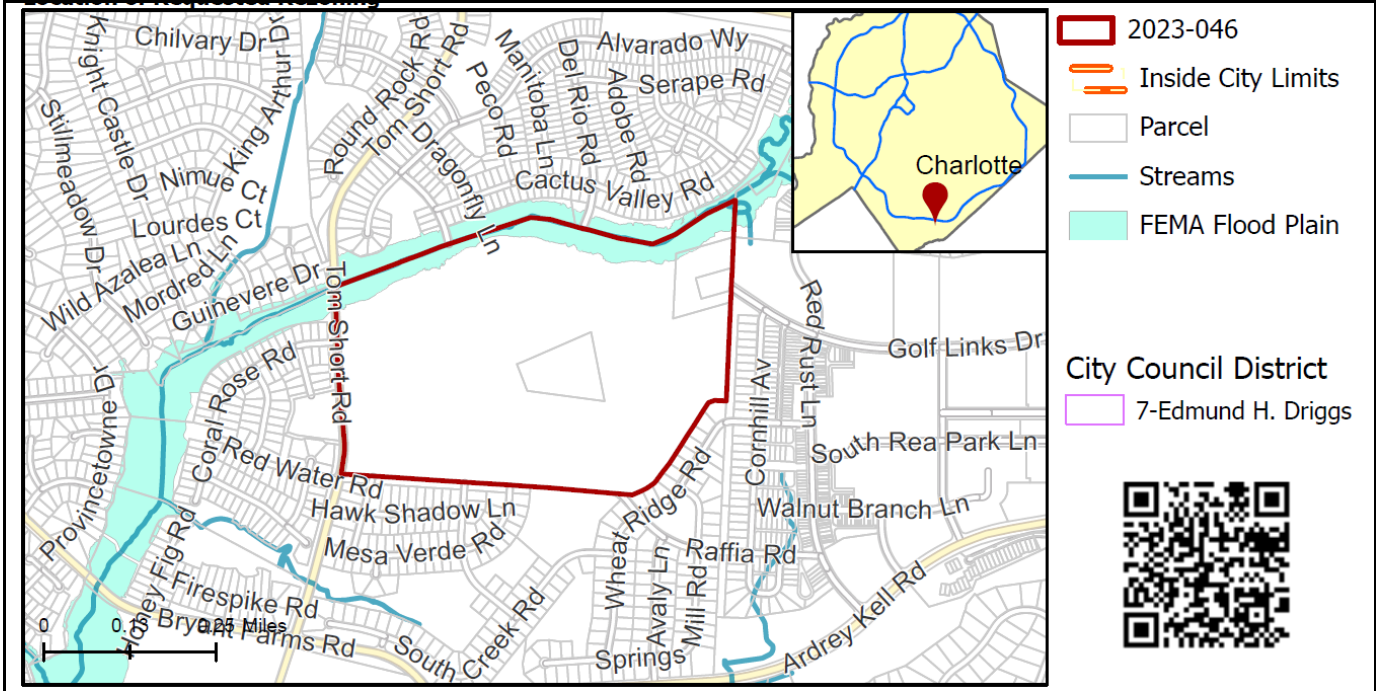 Location of Requested Rezoning
Chilvary Dr
Knight Castle Dr
King Arthur Dr
Stillmeadow Dr
Nimue Ct
Lourdes Ct
Wild Azalea Ln
Mordred Ln
Guinevere Dr
Round Rock Rd
Tom Short Rd
Dragonfly Ln
Peco Rd
Manitoba Ln
Del Rio Rd
Adobe Rd
Alvarado Wy
Serape Rd
Cactus Valley Rd
Tom Short Rd
Provincetowne Dr
Coral Rose Rd
Red Water Rd
Hawk Shadow Ln
Mesa Verde Rd
Honey Fig Rd
Firespike Rd
Bryant Farms Rd
South Creek Rd
Wheat Ridge Rd
Avaly Ln
Mill Rd
Springs
Raffia Rd
Cornhill Av
Red Rust Ln
Golf Links Dr
South Rea Park Ln
Walnut Branch Ln
Ardrey Kell Rd
0
0.25 Miles
Charlotte
2023-046
Inside City Limits
Parcel
Streams
FEMA Flood Plain
City Council District
7-Edmund H. Driggs